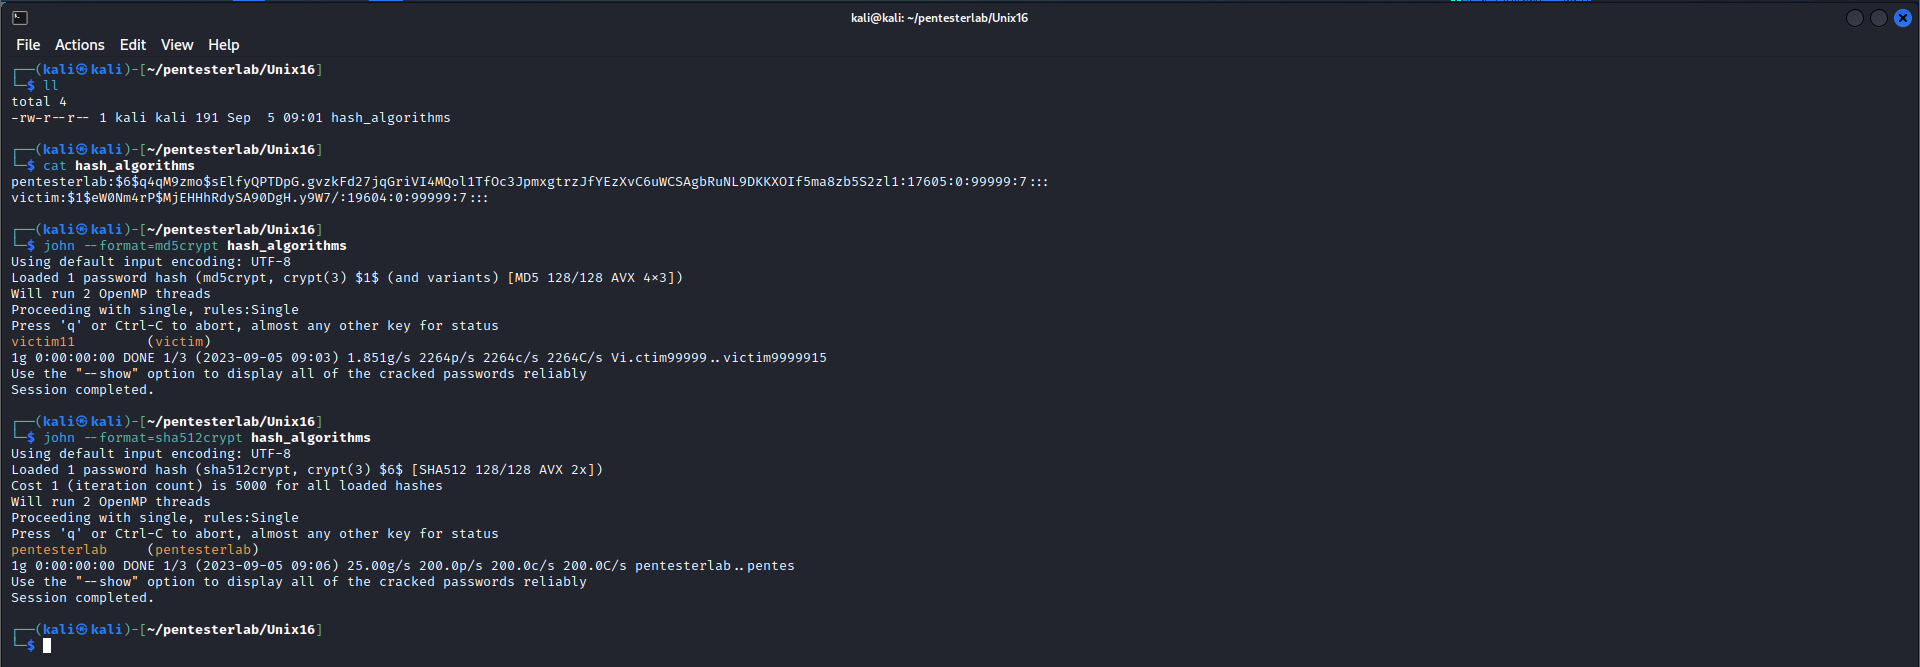 kali@kali: ~/pentesterlab/Unix16
File Actions Edit View Help
┌──(kali㉿kali)-[~/pentesterlab/Unix16]
└─$ ll
total 4
-rw-r--r-- 1 kali kali 191 Sep  5 09:01 hash_algorithms
┌──(kali㉿kali)-[~/pentesterlab/Unix16]
└─$ cat hash_algorithms
pentesterlab:$6$q4qM9zmo$sElfyQPTDpG.gvzkFd27jqGriVI4MQol1TfOc3JpmxgtrzJfYEzXvC6uWCSAgbRuNL9DKKXOIf5ma8zb5S2zl1:17605:0:99999:7:::
victim:$1$eW0Nm4rP$MjEHHhRdySA90DgH.y9W7/:19604:0:99999:7:::
┌──(kali㉿kali)-[~/pentesterlab/Unix16]
└─$ john --format=md5crypt hash_algorithms
Using default input encoding: UTF-8
Loaded 1 password hash (md5crypt, crypt(3) $1$ (and variants) [MD5 128/128 AVX 4x3])
Will run 2 OpenMP threads
Proceeding with single, rules:Single
Press 'q' or Ctrl-C to abort, almost any other key for status
victim11         (victim)
1g 0:00:00:00 DONE 1/3 (2023-09-05 09:03) 1.851g/s 2264p/s 2264c/s 2264C/s Vi.ctim99999..victim9999915
Use the "--show" option to display all of the cracked passwords reliably
Session completed.
┌──(kali㉿kali)-[~/pentesterlab/Unix16]
└─$ john --format=sha512crypt hash_algorithms
Using default input encoding: UTF-8
Loaded 1 password hash (sha512crypt, crypt(3) $6$ [SHA512 128/128 AVX 2x])
Cost 1 (iteration count) is 5000 for all loaded hashes
Will run 2 OpenMP threads
Proceeding with single, rules:Single
Press 'q' or Ctrl-C to abort, almost any other key for status
pentesterlab     (pentesterlab)
1g 0:00:00:00 DONE 1/3 (2023-09-05 09:06) 25.00g/s 200.0p/s 200.0c/s 200.0C/s pentesterlab..pentes
Use the "--show" option to display all of the cracked passwords reliably
Session completed.
┌──(kali㉿kali)-[~/pentesterlab/Unix16]
└─$